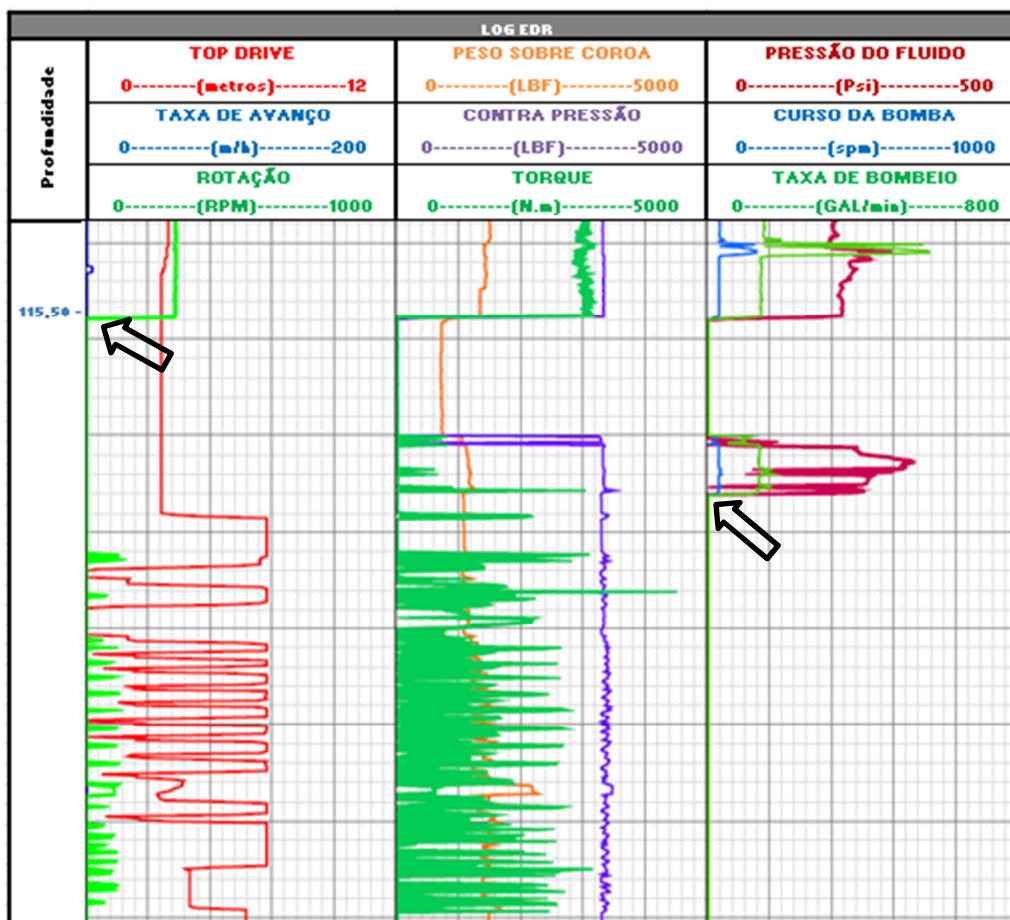 LOG EDR
Profundidade
TOP DRIVE
0--------(metros)--------12
TAXA DE AVANÇO
0---------(m/h)--------200
ROTAÇÃO
0--------(RPM)--------1000
PESO SOBRE COROA
0---------(LBF)--------5000
CONTRA PRESSÃO
0---------(LBF)--------5000
TORQUE
0---------(N.m)--------5000
PRESSÃO DO FLUIDO
0----------(Psi)----------500
CURSO DA BOMBA
0---------(spm)--------1000
TAXA DE BOMBEIO
0--------(GAL/min)-------800
115,50 -